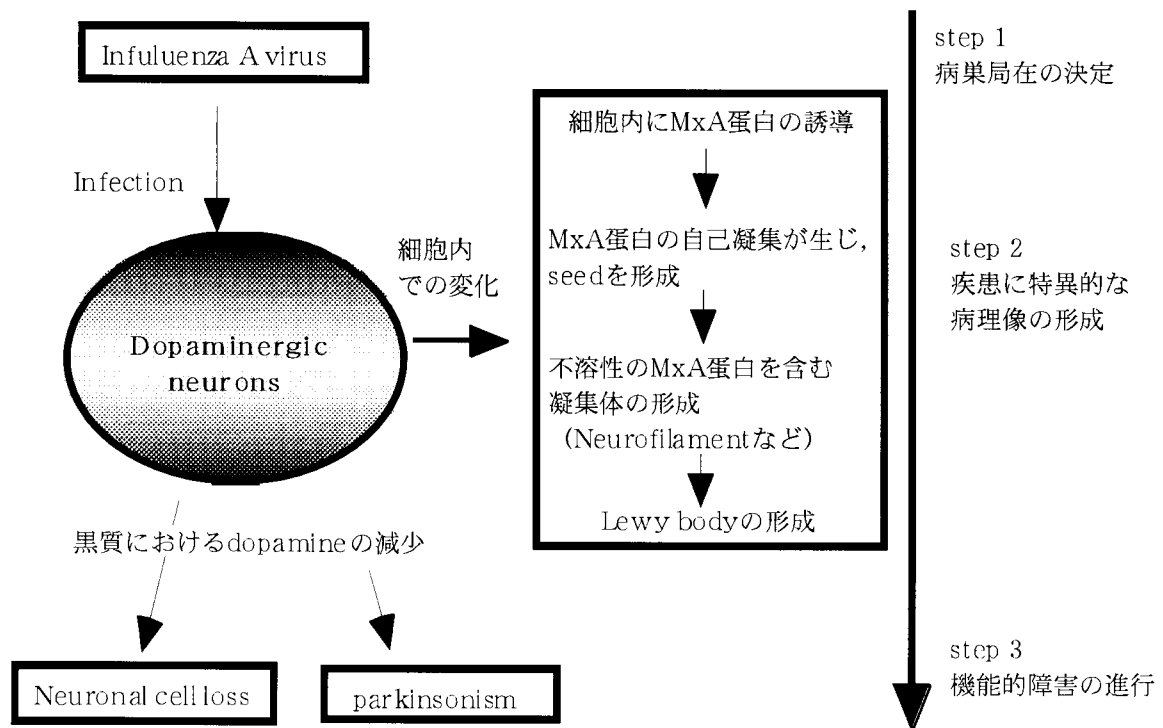 Infuluenza A virus
Infection
Dopaminergic
neurons
細胞内
での変化
黒質におけるdopamineの減少
Neuronal cell loss
parkinsonism
細胞内にMxA蛋白の誘導
MxA蛋白の自己凝集が生じ,
seedを形成
不溶性のMxA蛋白を含む
凝集体の形成
（Neurofilamentなど）
Lewy bodyの形成
step 1
病巣局在の決定
step 2
疾患に特異的な
病理像の形成
step 3
機能的障害の進行